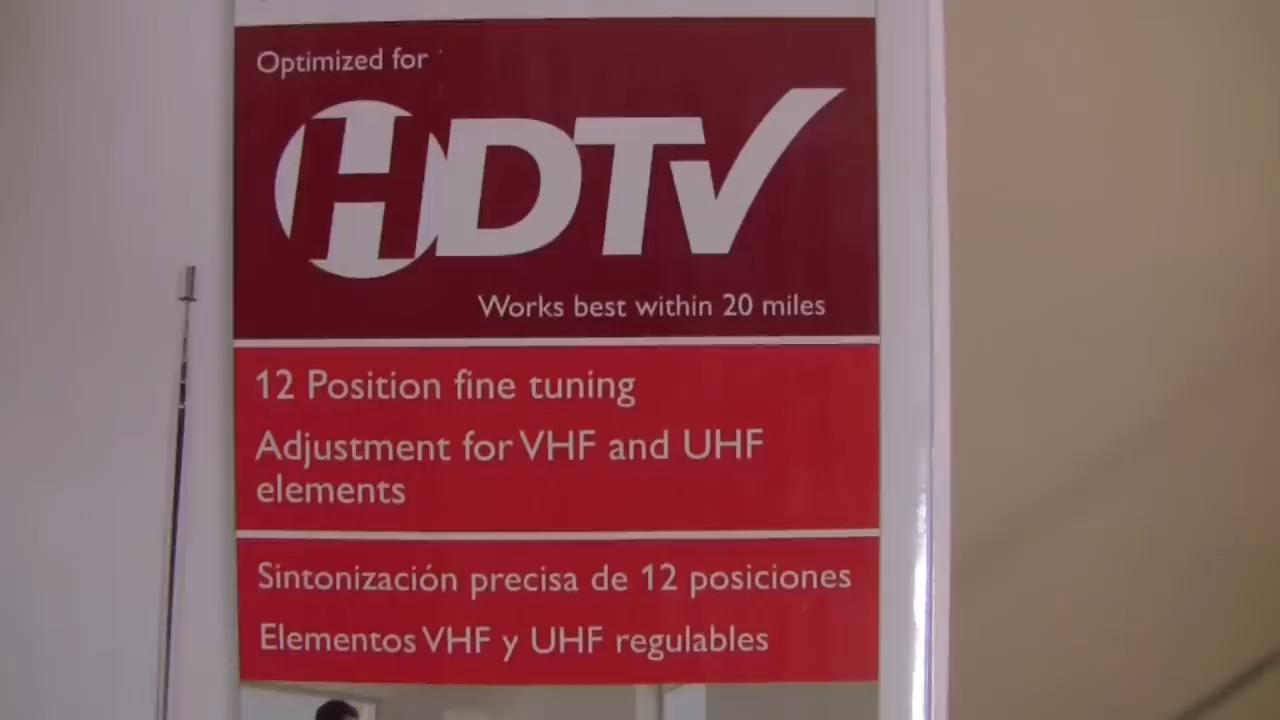 Optimized for
HDTV
Works best within 20 miles
12 Position fine tuning
Adjustment for VHF and UHF
elements
Sintonización precisa de 12 posiciones
Elementos VHF y UHF regulables